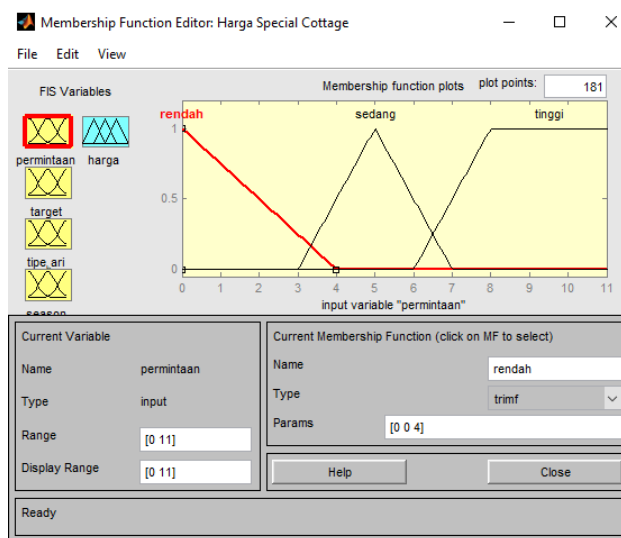 Membership Function Editor: Harga Special Cottage
File Edit View
FIS Variables
Membership function plots plot points: 181
rendah sedang tinggi
1
0.5
0
0 1 2 3 4 5 6 7 8 9 10 11
input variable "permintaan"
permintaan harga
target
tipe_ari
season
Current Variable
Name permintaan
Type input
Range [0 11]
Display Range [0 11]
Current Membership Function (click on MF to select)
Name rendah
Type trimf
Params [0 0 4]
Help Close
Ready